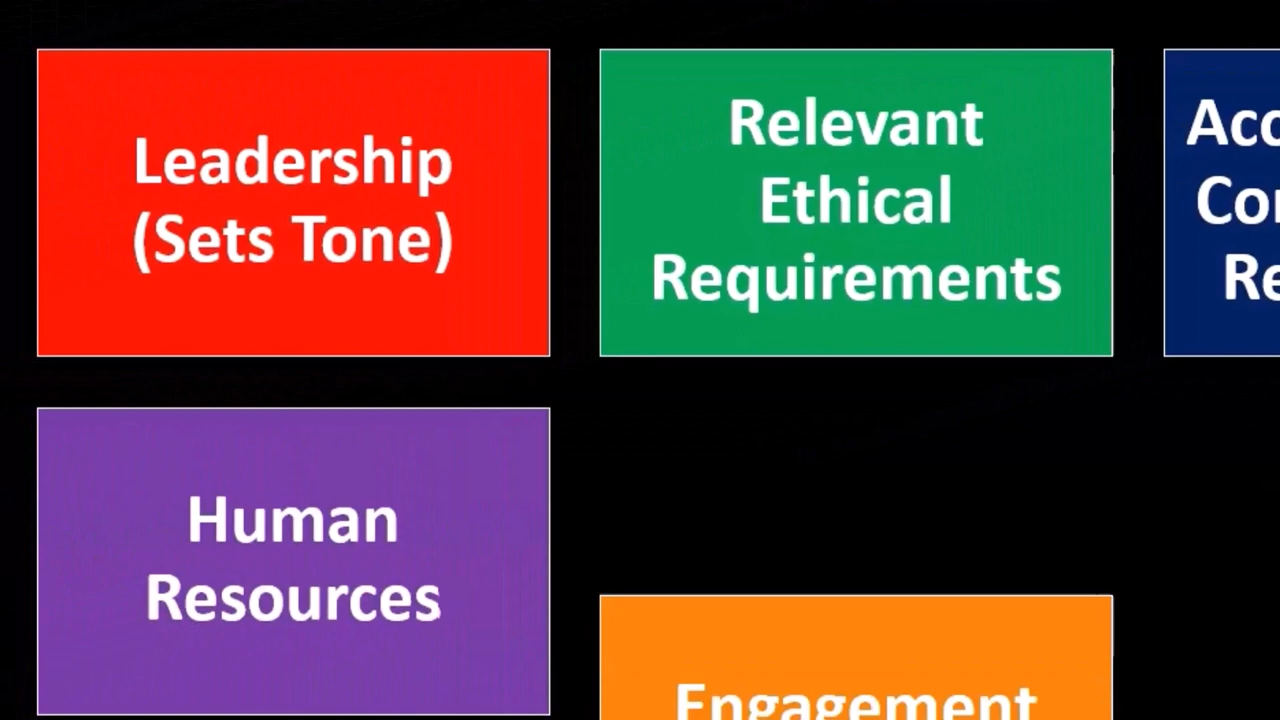 Leadership
(Sets Tone)
Relevant
Ethical
Requirements
Human
Resources
Engagement